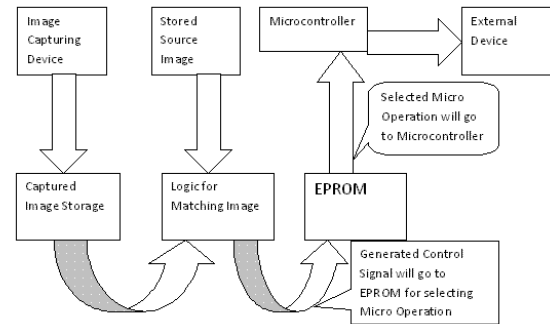 Image
Capturing
Device
Stored
Source
Image
Microcontroller
External
Device
Selected Micro
Operation will go
to Microcontroller
Captured
Image Storage
Logic for
Matching Image
EPROM
Generated Control
Signal will go to
EPROM for selecting
Micro Operation